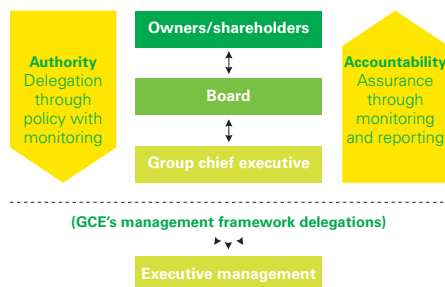 Owners/shareholders
Authority
Delegation
through
policy with
monitoring
Board
Accountability
Assurance
through
monitoring
and reporting
Group chief executive
(GCE's management framework delegations)
Executive management